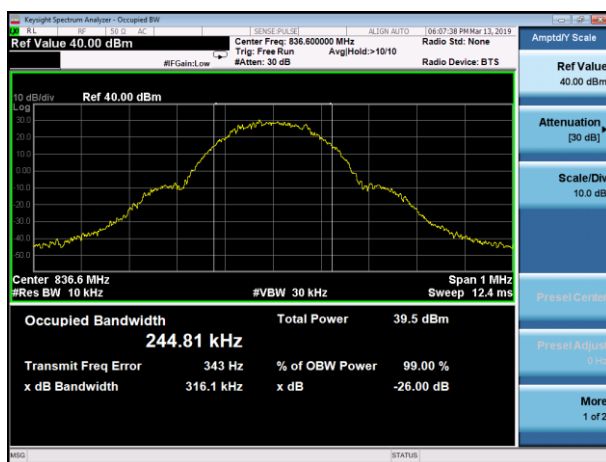 Keysight Spectrum Analyzer - Occupied BW
RL RF 50 Ω AC SENSE:PULSE ALIGN AUTO 06:07:38 PM Mar 13, 2019
Ref Value 40.00 dBm Center Freq: 836.600000 MHz Radio Std: None
Trig: Free Run Avg|Hold:>10/10
#IFGain:Low #Atten: 30 dB Radio Device: BTS
10 dB/div Ref 40.00 dBm
Log
30.0
20.0
10.0
0.00
-10.0
-20.0
-30.0
-40.0
-50.0
Center 836.6 MHz Span 1 MHz
#Res BW 10 kHz #VBW 30 kHz Sweep 12.4 ms
Occupied Bandwidth Total Power 39.5 dBm
244.81 kHz
Transmit Freq Error 343 Hz % of OBW Power 99.00 %
x dB Bandwidth 316.1 kHz x dB -26.00 dB
MSG STATUS
Amptd/Y Scale
Ref Value
40.00 dBm
Attenuation
[30 dB]
Scale/Div
10.0 dB
Presel Center
Presel Adjust
0 Hz
More
1 of 2